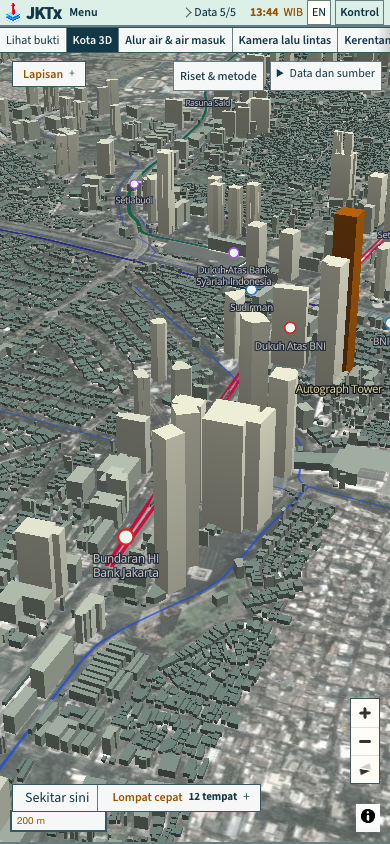 JKTx Menu Data 5/5 13:44 WIB EN Kontrol
Lihat bukti Kota 3D Alur air & air masuk Kamera lalu lintas
Lapisan + Riset & metode Data dan sumber
Rasuna Said
Setiabudi
Dukuh Atas Bank
Syariah Indonesia
Sudirman
Dukuh Atas BNI
BNI
Autograph Tower
Bundaran HI
Bank Jakarta
+
−
Sekitar sini Lompat cepat 12 tempat +
200 m